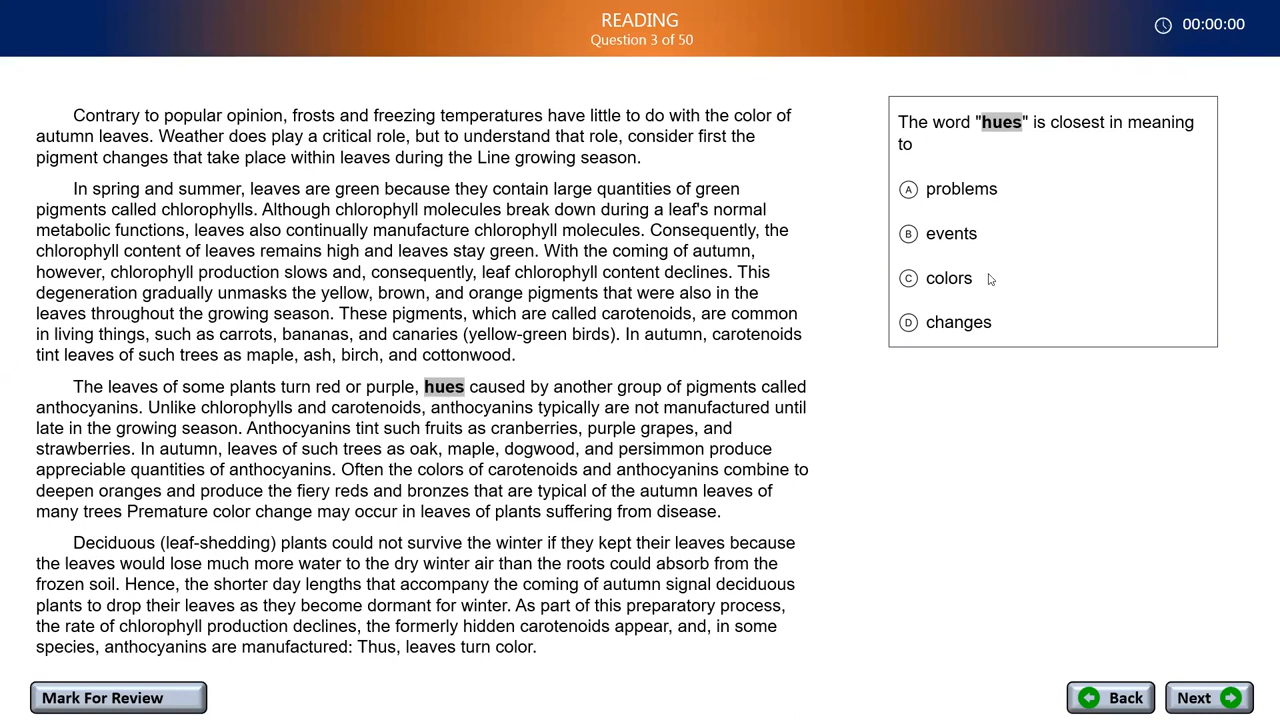 READING
Question 3 of 50
00:00:00
Contrary to popular opinion, frosts and freezing temperatures have little to do with the color of
autumn leaves. Weather does play a critical role, but to understand that role, consider first the
pigment changes that take place within leaves during the Line growing season.
In spring and summer, leaves are green because they contain large quantities of green
pigments called chlorophylls. Although chlorophyll molecules break down during a leaf's normal
metabolic functions, leaves also continually manufacture chlorophyll molecules. Consequently, the
chlorophyll content of leaves remains high and leaves stay green. With the coming of autumn,
however, chlorophyll production slows and, consequently, leaf chlorophyll content declines. This
degeneration gradually unmasks the yellow, brown, and orange pigments that were also in the
leaves throughout the growing season. These pigments, which are called carotenoids, are common
in living things, such as carrots, bananas, and canaries (yellow-green birds). In autumn, carotenoids
tint leaves of such trees as maple, ash, birch, and cottonwood.
The leaves of some plants turn red or purple, hues caused by another group of pigments called
anthocyanins. Unlike chlorophylls and carotenoids, anthocyanins typically are not manufactured until
late in the growing season. Anthocyanins tint such fruits as cranberries, purple grapes, and
strawberries. In autumn, leaves of such trees as oak, maple, dogwood, and persimmon produce
appreciable quantities of anthocyanins. Often the colors of carotenoids and anthocyanins combine to
deepen oranges and produce the fiery reds and bronzes that are typical of the autumn leaves of
many trees Premature color change may occur in leaves of plants suffering from disease.
Deciduous (leaf-shedding) plants could not survive the winter if they kept their leaves because
the leaves would lose much more water to the dry winter air than the roots could absorb from the
frozen soil. Hence, the shorter day lengths that accompany the coming of autumn signal deciduous
plants to drop their leaves as they become dormant for winter. As part of this preparatory process,
the rate of chlorophyll production declines, the formerly hidden carotenoids appear, and, in some
species, anthocyanins are manufactured: Thus, leaves turn color.
The word "hues" is closest in meaning
to
A problems
B events
C colors
D changes
Mark For Review
Back
Next